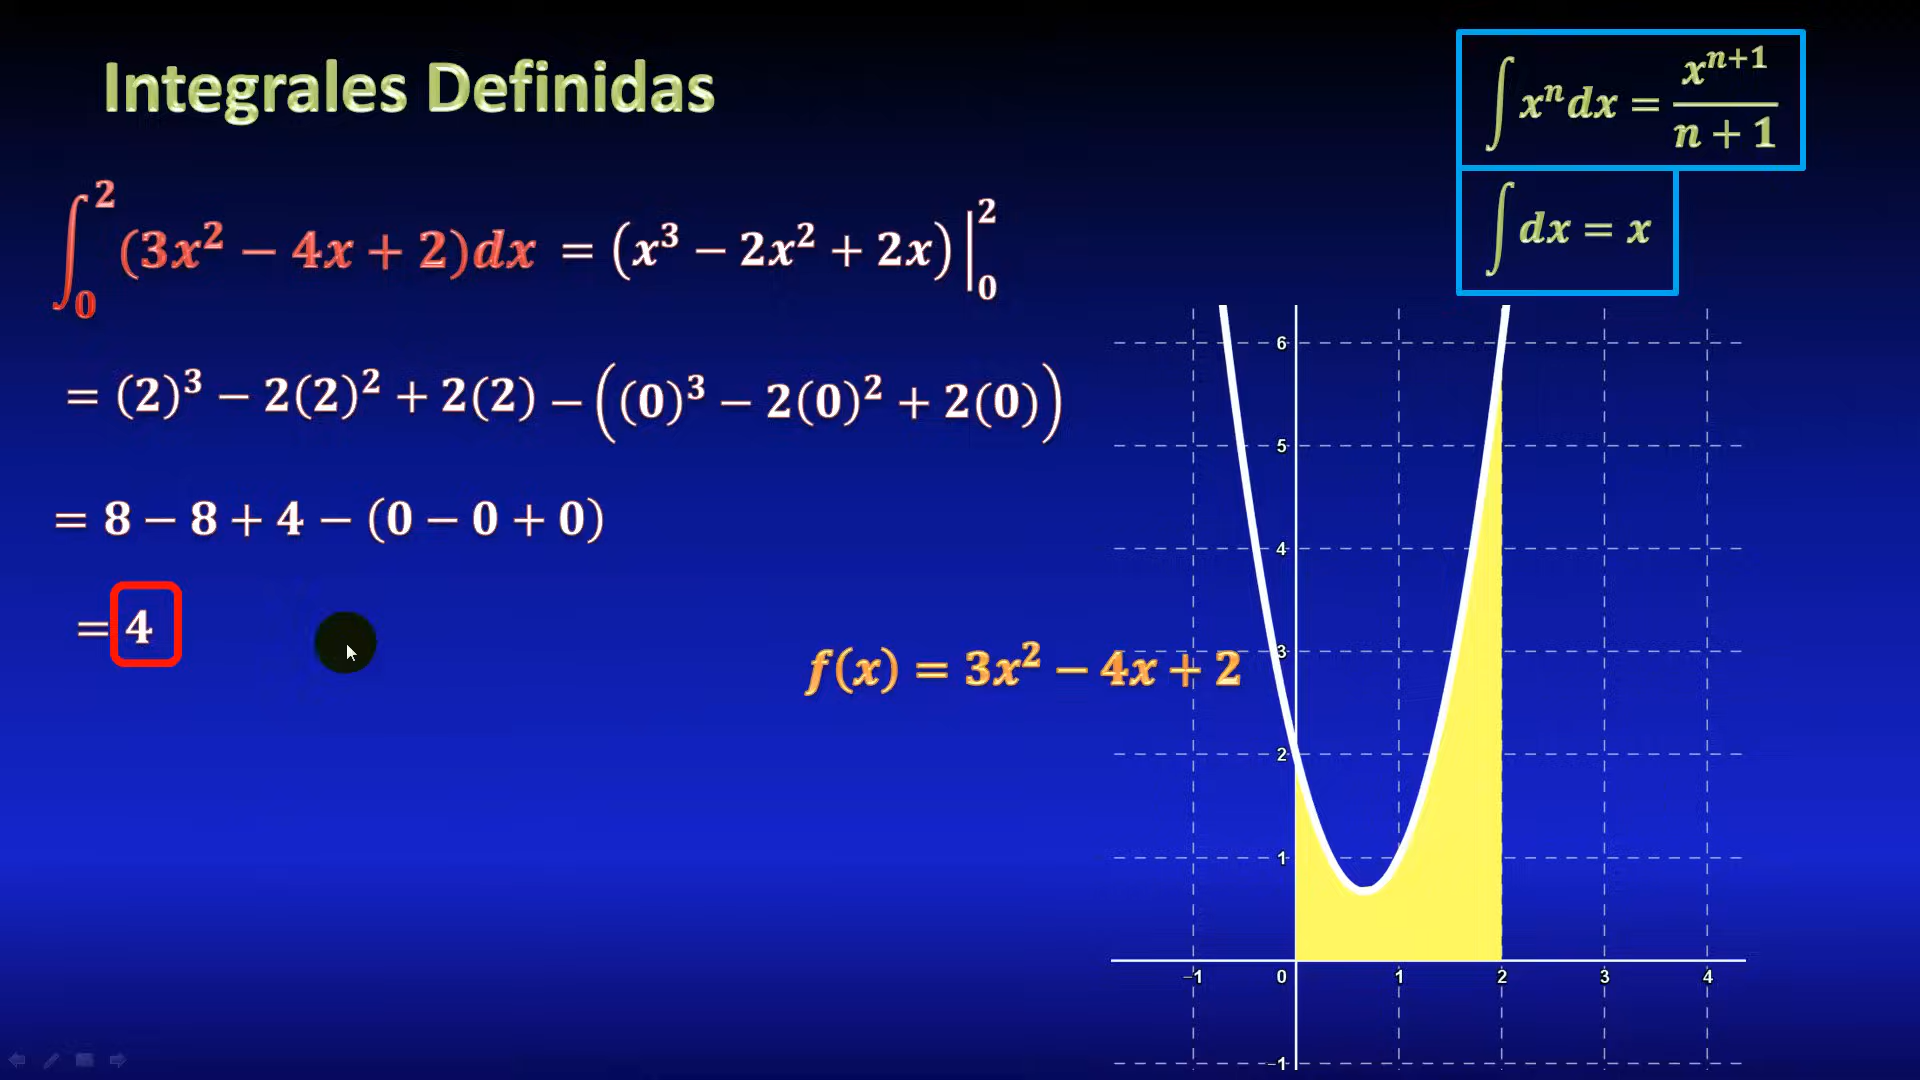 Integrales Definidas
∫xⁿdx = xⁿ⁺¹/(n + 1)
∫dx = x
∫₀² (3x² − 4x + 2)dx = (x³ − 2x² + 2x)|₀²
= (2)³ − 2(2)² + 2(2) − ((0)³ − 2(0)² + 2(0))
= 8 − 8 + 4 − (0 − 0 + 0)
= 4
f(x) = 3x² − 4x + 2
6
5
4
3
2
1
−1 0 1 2 3 4
−1